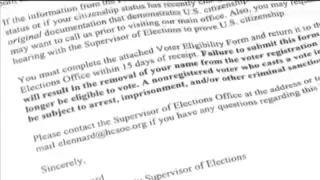 If the information from the
status or if your citizenship status has recently
original documentation that demonstrates U.S. citizenship
may want to call us prior to visiting our main office. Also, you may
hearing with the Supervisor of Elections to prove U.S. citizenship.
You must complete the attached Voter Eligibility Form and return it to the
Elections Office within 15 days of receipt. Failure to submit this form
will result in the removal of your name from the voter registration
longer be eligible to vote. A nonregistered voter who casts a vote
be subject to arrest, imprisonment, and/or other criminal sanctions
Please contact the Supervisor of Elections Office at the address or
mail elennard@hcsoe.org if you have any questions regarding this
Sincerely,
Supervisor of Elections